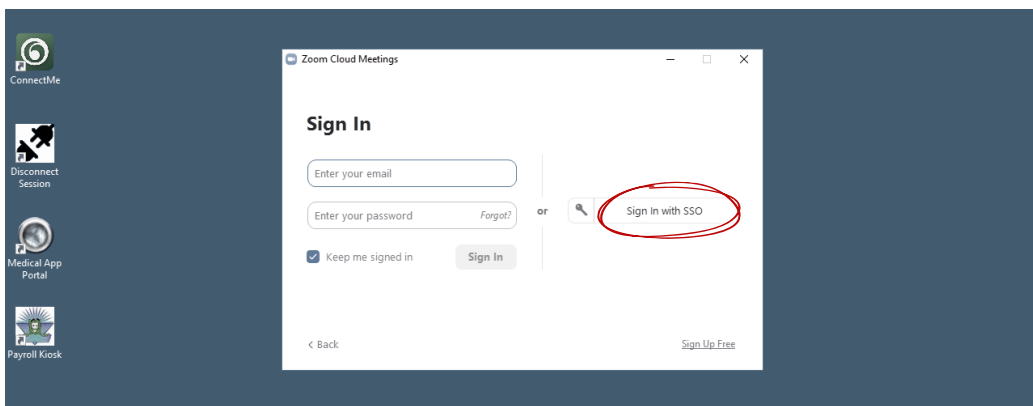 ConnectMe
Disconnect
Session
Medical App
Portal
Payroll Kiosk
Zoom Cloud Meetings
Sign In
Enter your email
Enter your password
Forgot?
Keep me signed in
Sign In
or
Sign In with SSO
< Back
Sign Up Free